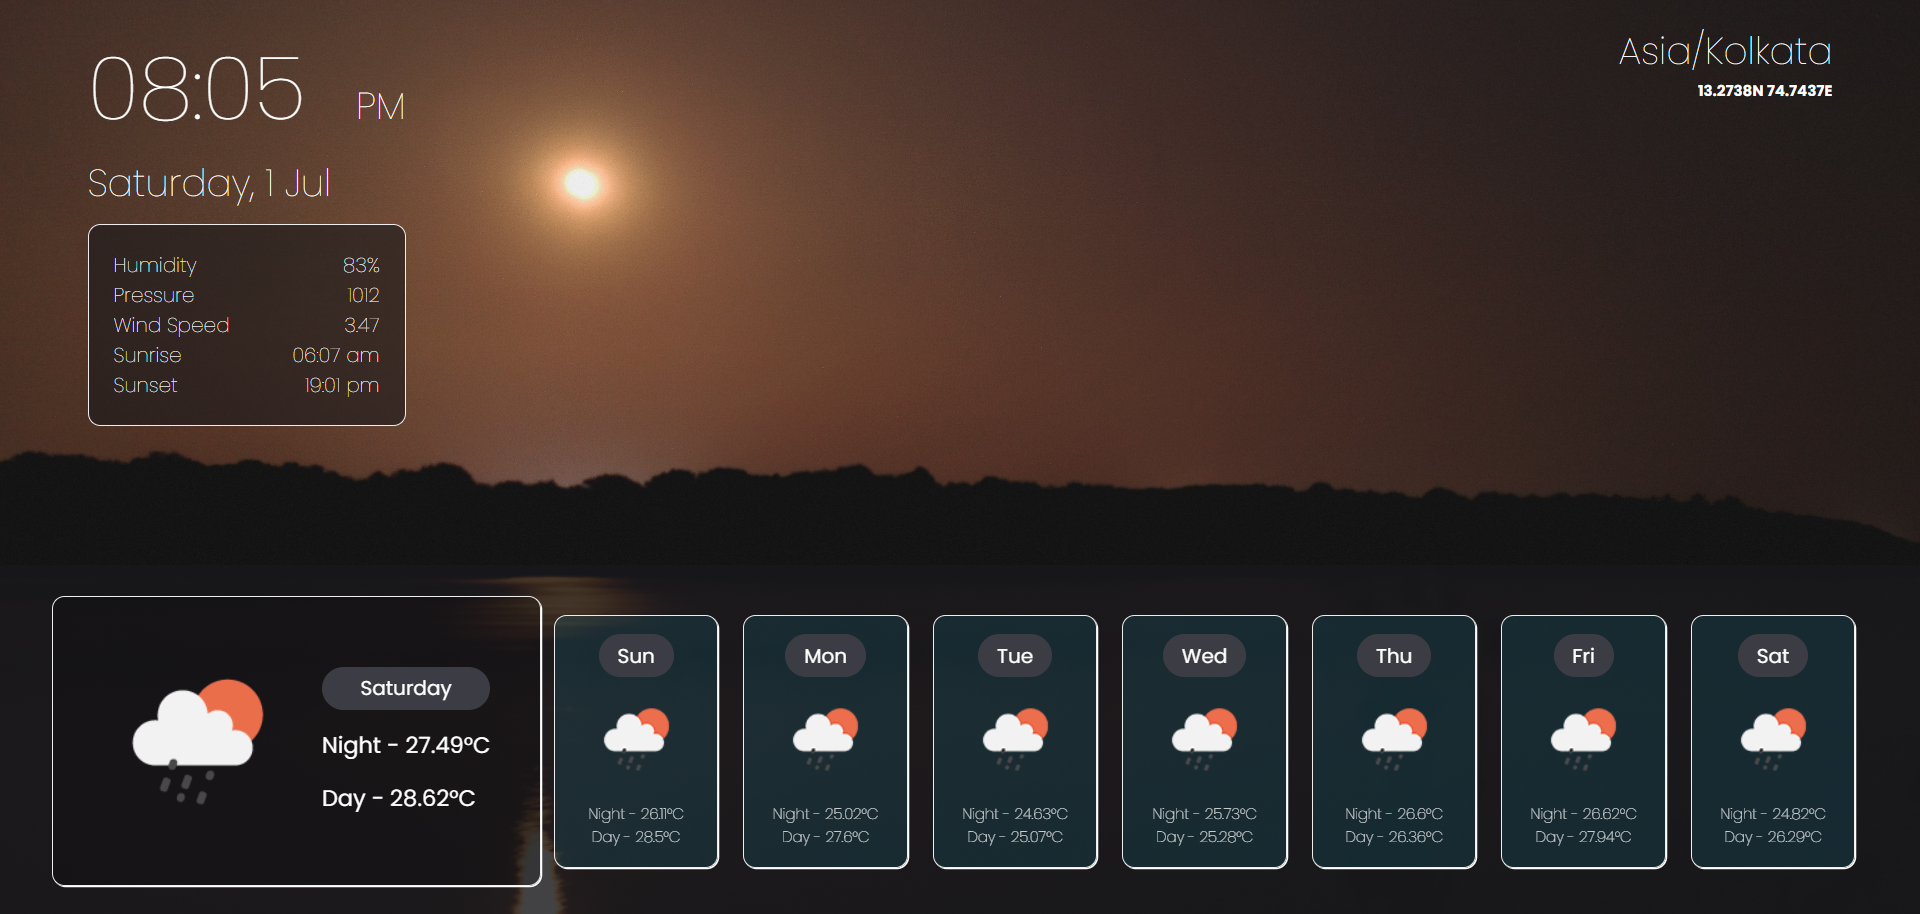 08:05 PM
Asia/Kolkata
13.2738N 74.7437E
Saturday, 1 Jul
Humidity 83%
Pressure 1012
Wind Speed 3.47
Sunrise 06:07 am
Sunset 19:01 pm
Saturday
Night - 27.49°C
Day - 28.62°C
Sun
Night - 26.11°C
Day - 28.5°C
Mon
Night - 25.02°C
Day - 27.6°C
Tue
Night - 24.63°C
Day - 25.07°C
Wed
Night - 25.73°C
Day - 25.28°C
Thu
Night - 26.6°C
Day - 26.36°C
Fri
Night - 26.62°C
Day - 27.94°C
Sat
Night - 24.82°C
Day - 26.29°C